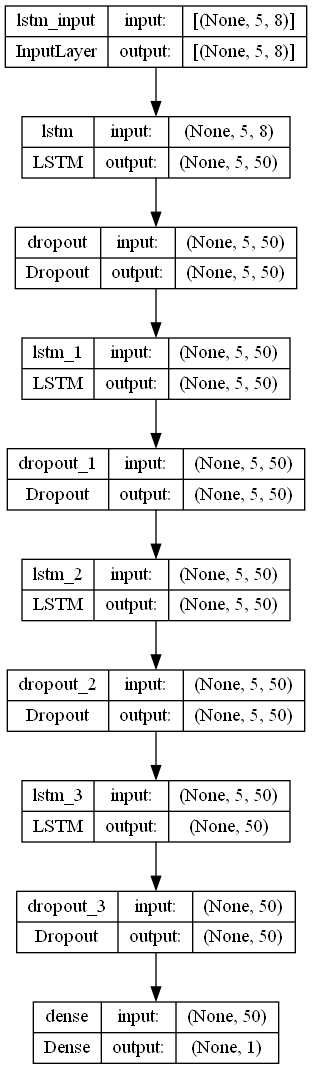 lstm_input input: [(None, 5, 8)]
InputLayer output: [(None, 5, 8)]
lstm input: (None, 5, 8)
LSTM output: (None, 5, 50)
dropout input: (None, 5, 50)
Dropout output: (None, 5, 50)
lstm_1 input: (None, 5, 50)
LSTM output: (None, 5, 50)
dropout_1 input: (None, 5, 50)
Dropout output: (None, 5, 50)
lstm_2 input: (None, 5, 50)
LSTM output: (None, 5, 50)
dropout_2 input: (None, 5, 50)
Dropout output: (None, 5, 50)
lstm_3 input: (None, 5, 50)
LSTM output: (None, 50)
dropout_3 input: (None, 50)
Dropout output: (None, 50)
dense input: (None, 50)
Dense output: (None, 1)